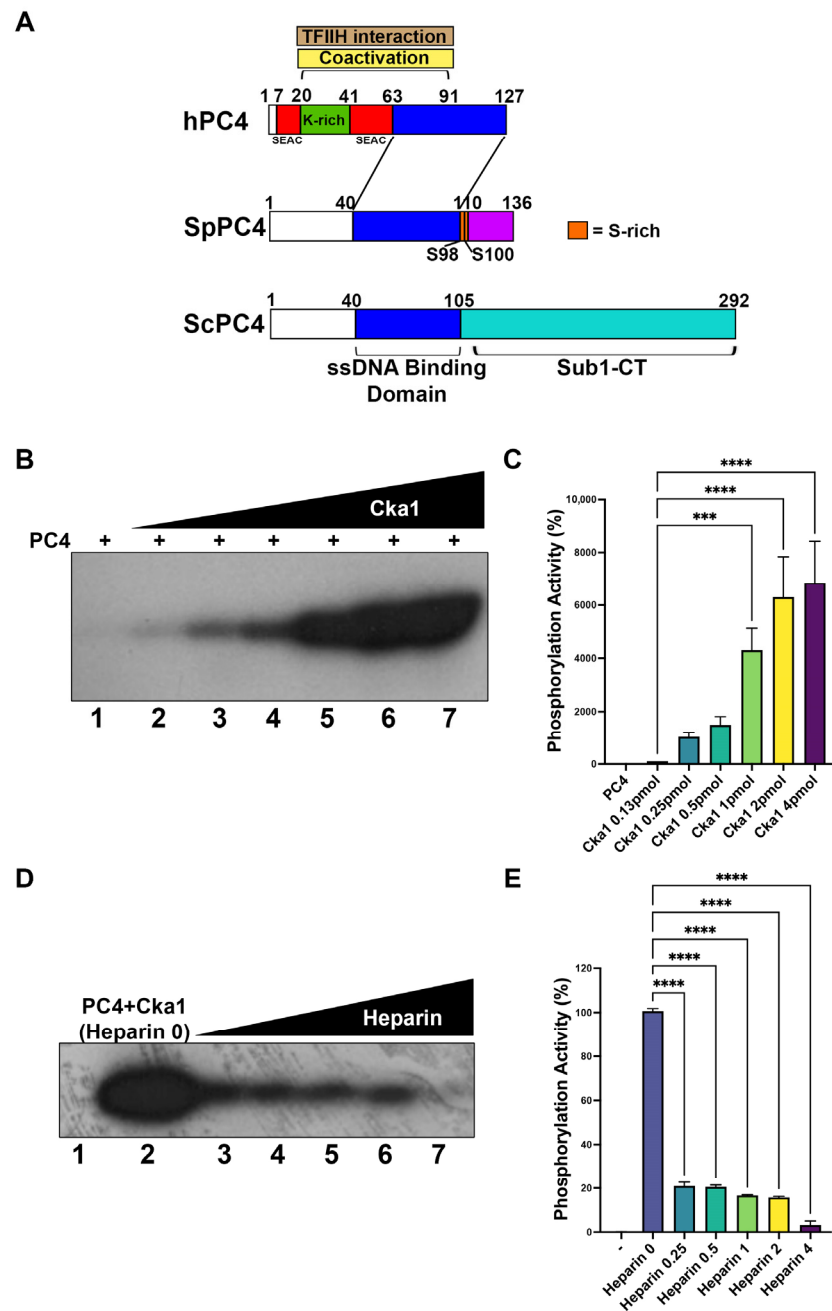 A
TFIIH interaction
Coactivation
1 7 20 41 63 91 127
hPC4
K-rich
SEAC SEAC
1 40 110 136
SpPC4
S98 S100
= S-rich
1 40 105 292
ScPC4
ssDNA Binding Domain
Sub1-CT
B
Cka1
PC4 + + + + + + +
1 2 3 4 5 6 7
C
****
****
***
Phosphorylation Activity (%)
10,000
8000
6000
4000
2000
0
PC4
Cka1 0.13pmol
Cka1 0.25pmol
Cka1 0.5pmol
Cka1 1pmol
Cka1 2pmol
Cka1 4pmol
D
PC4+Cka1
(Heparin 0)
Heparin
1 2 3 4 5 6 7
E
****
****
****
****
****
Phosphorylation Activity (%)
120
100
80
60
40
20
0
-
Heparin 0
Heparin 0.25
Heparin 0.5
Heparin 1
Heparin 2
Heparin 4